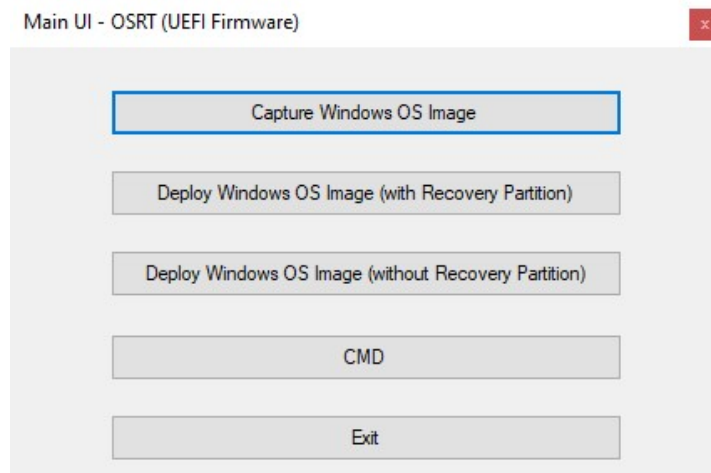 Main UI - OSRT (UEFI Firmware)
x
Capture Windows OS Image
Deploy Windows OS Image (with Recovery Partition)
Deploy Windows OS Image (without Recovery Partition)
CMD
Exit